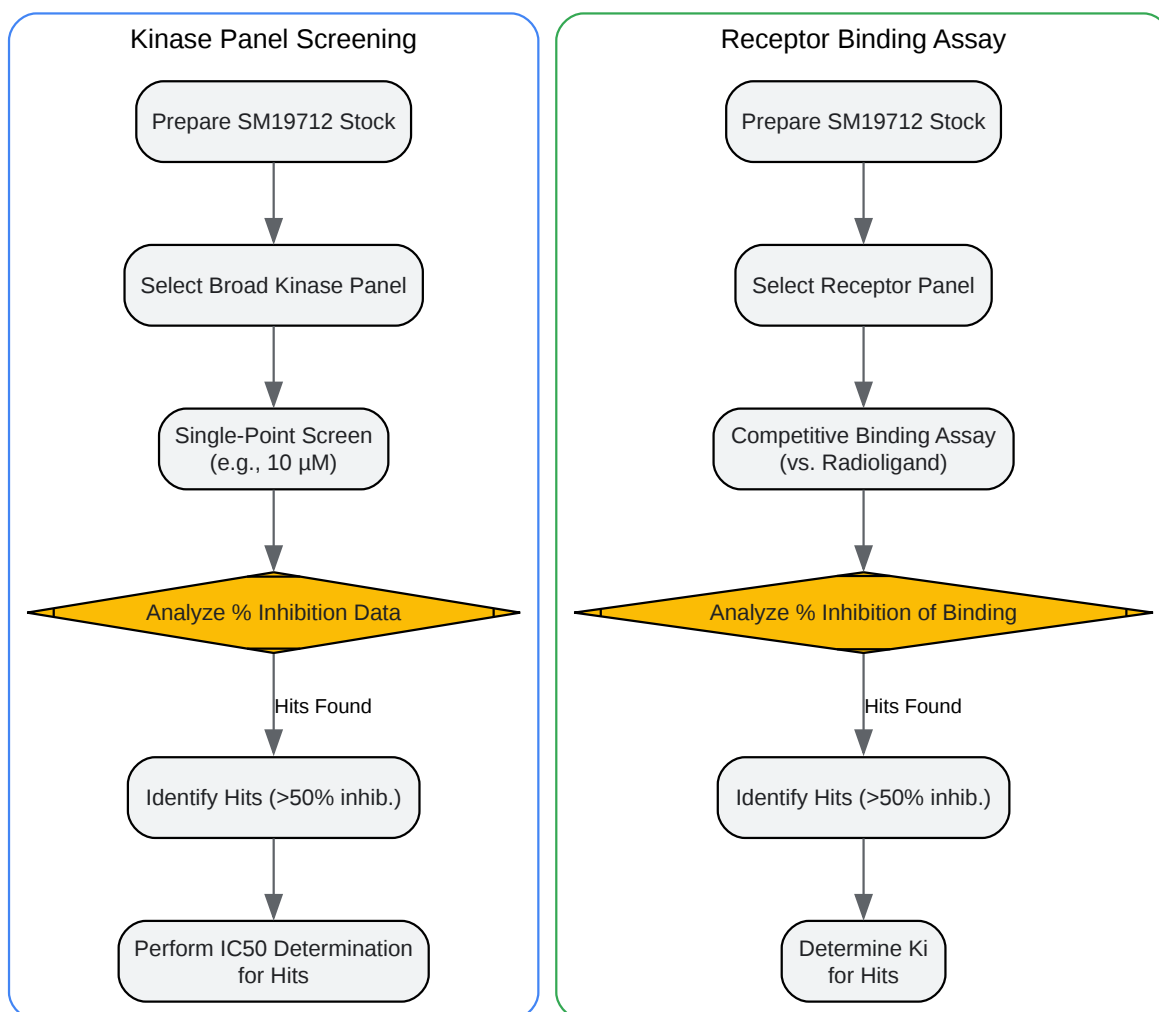 Kinase Panel Screening
Prepare SM19712 Stock
Select Broad Kinase Panel
Single-Point Screen
(e.g., 10 µM)
Analyze % Inhibition Data
Hits Found
Identify Hits (>50% inhib.)
Perform IC50 Determination
for Hits
Receptor Binding Assay
Prepare SM19712 Stock
Select Receptor Panel
Competitive Binding Assay
(vs. Radioligand)
Analyze % Inhibition of Binding
Hits Found
Identify Hits (>50% inhib.)
Determine Ki
for Hits